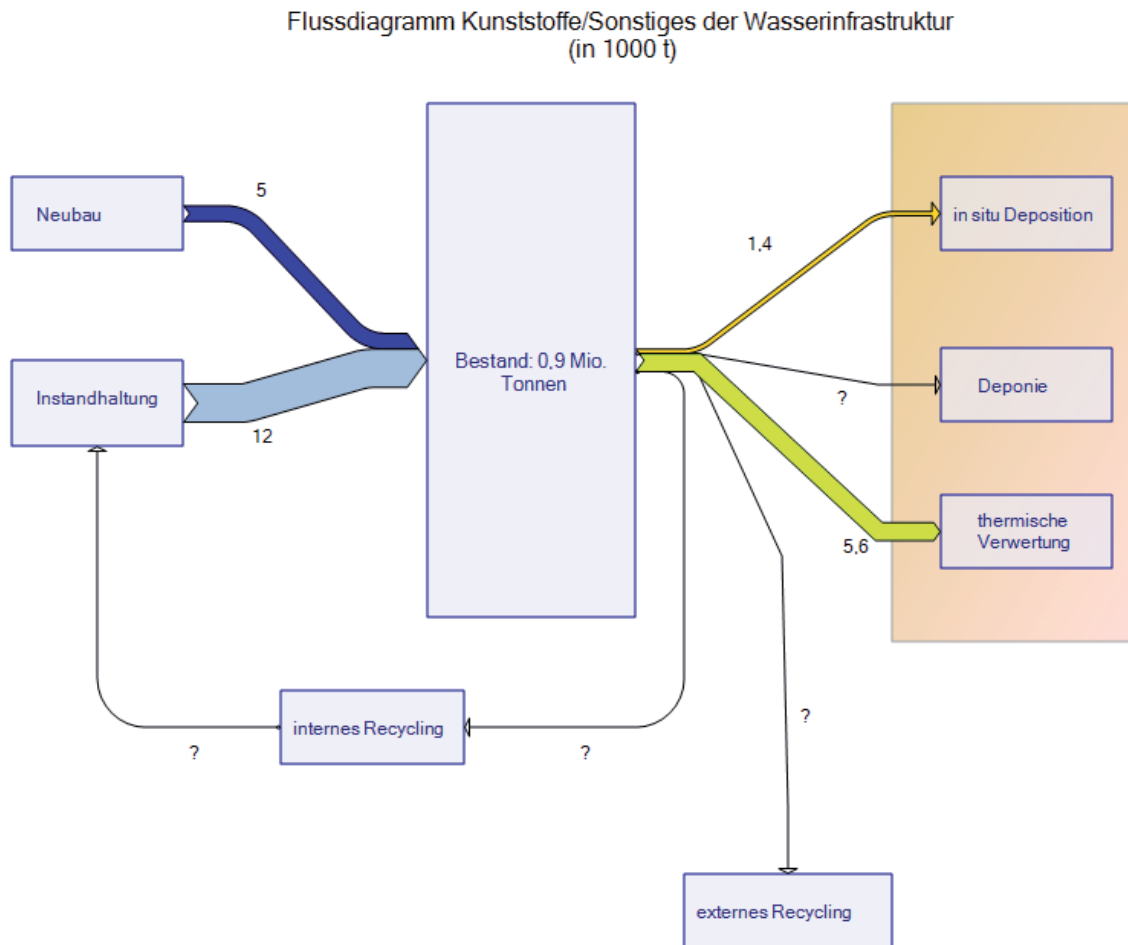 Flussdiagramm Kunststoffe/Sonstiges der Wasserinfrastruktur
(in 1000 t)
Neubau
5
Instandhaltung
12
Bestand: 0,9 Mio.
Tonnen
1,4
in situ Deposition
?
Deponie
5,6
thermische
Verwertung
?
internes Recycling
?
?
externes Recycling